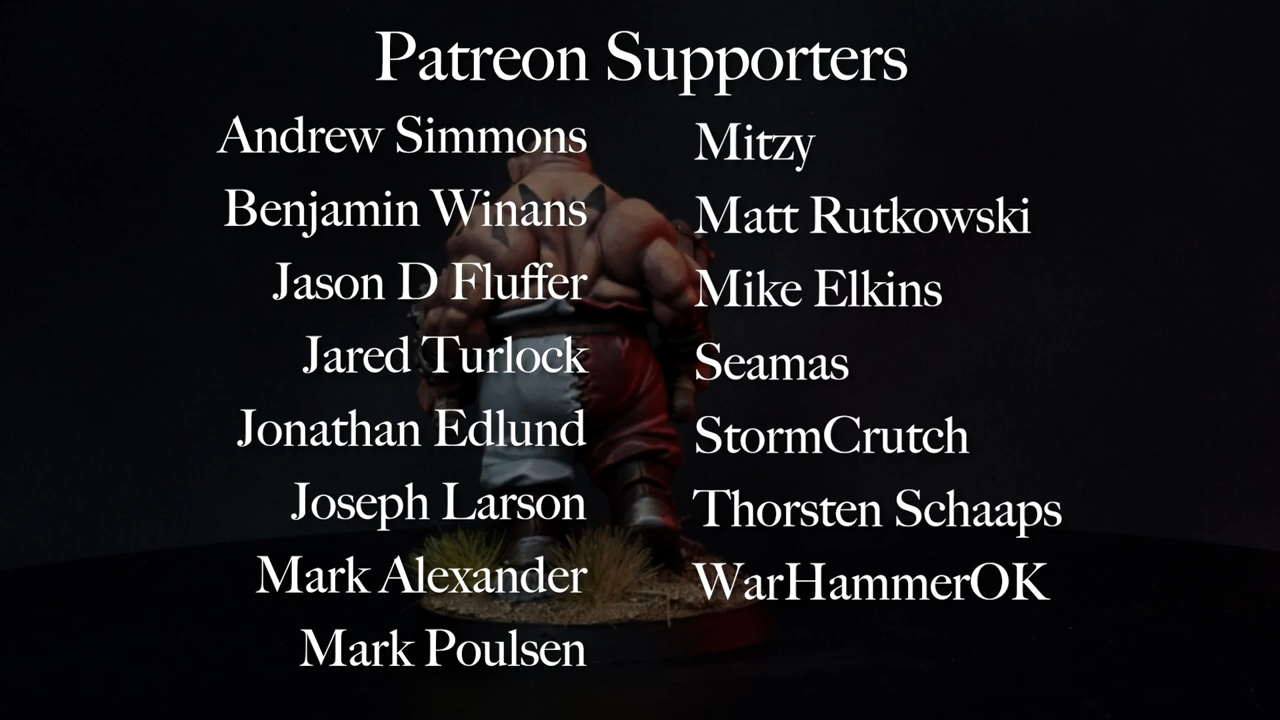 Patreon Supporters
Andrew Simmons
Benjamin Winans
Jason D Fluffer
Jared Turlock
Jonathan Edlund
Joseph Larson
Mark Alexander
Mark Poulsen
Mitzy
Matt Rutkowski
Mike Elkins
Seamas
StormCrutch
Thorsten Schaaps
WarHammerOK